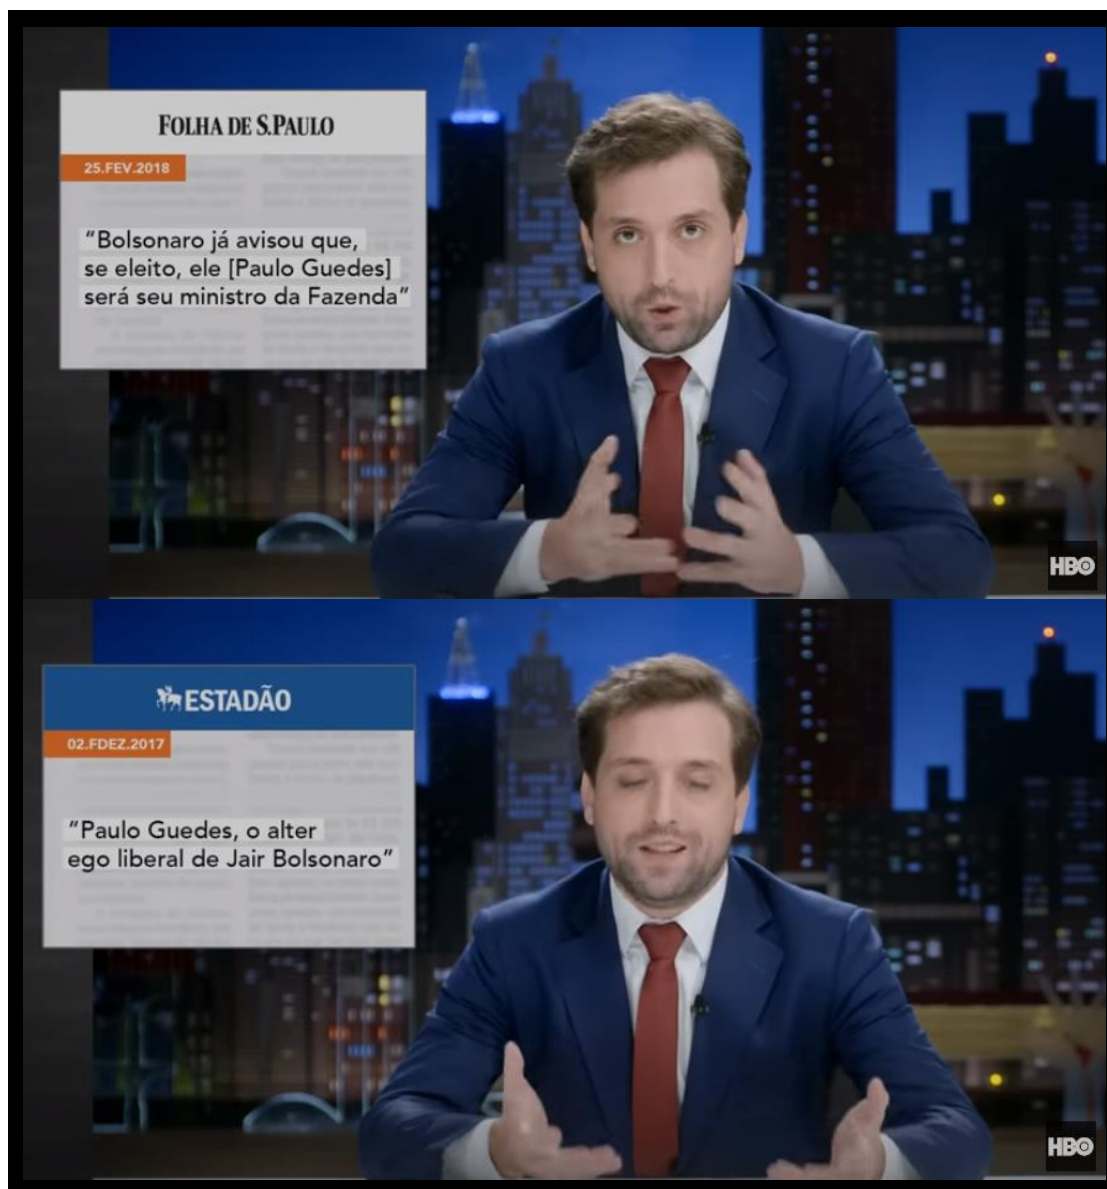 FOLHA DE S.PAULO
25.FEV.2018
“Bolsonaro já avisou que,
se eleito, ele [Paulo Guedes]
será seu ministro da Fazenda”
HBO
ESTADÃO
02.FDEZ.2017
“Paulo Guedes, o alter
ego liberal de Jair Bolsonaro”
HBO